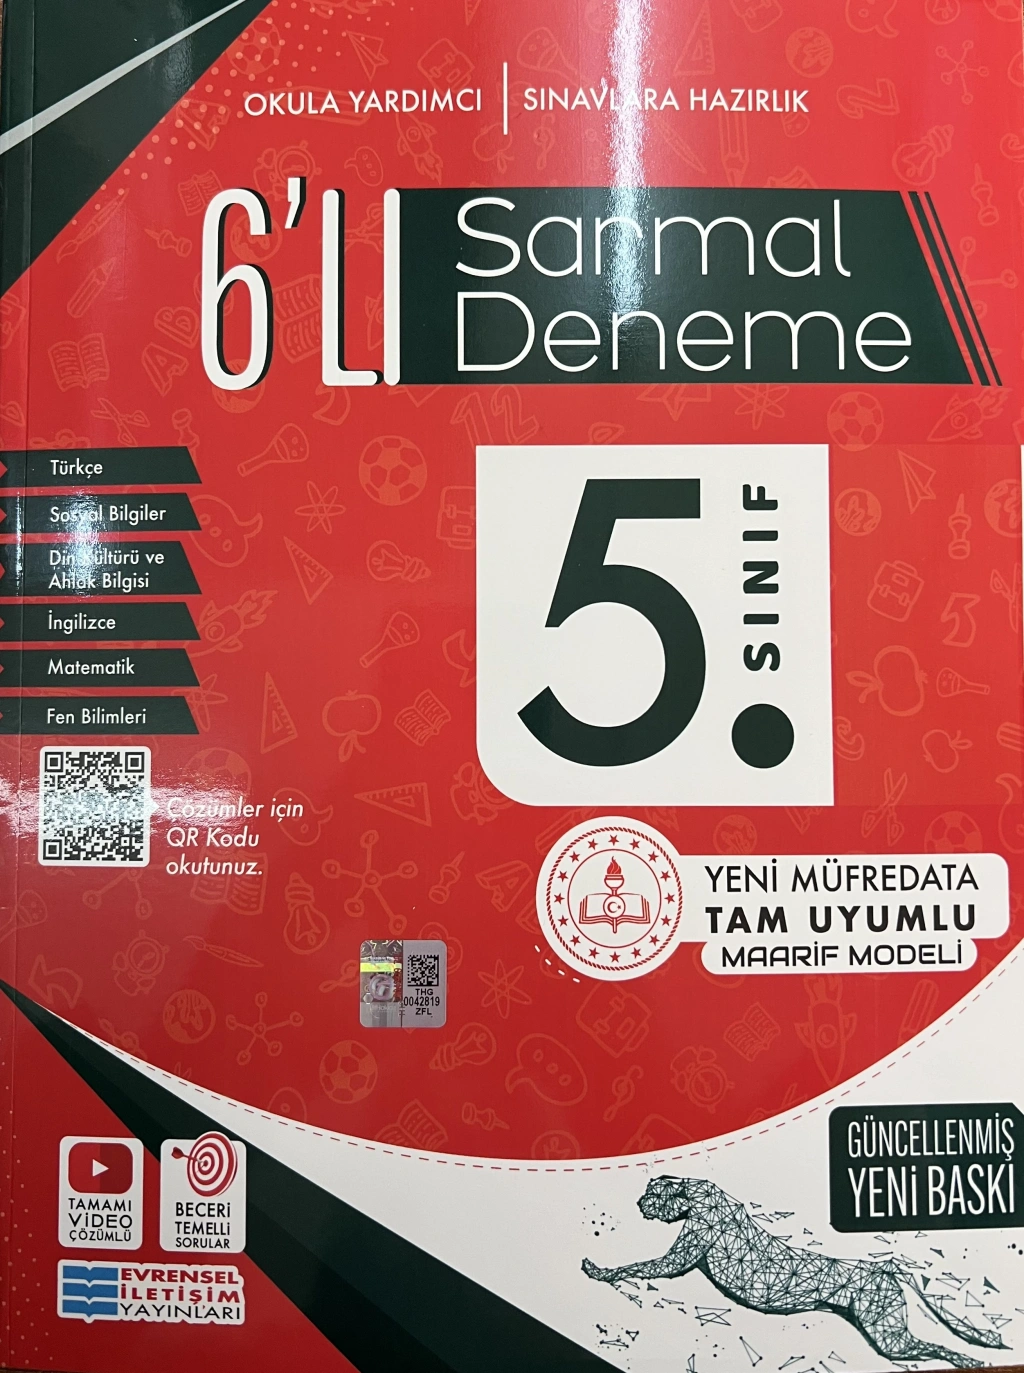 OKULA YARDIMCI | SINAVLARA HAZIRLIK
6'LI
Sarmal
Deneme
Türkçe
Sosyal Bilgiler
Din Kültürü ve
Ahlak Bilgisi
İngilizce
Matematik
Fen Bilimleri
5. SINIF
Çözümler için
QR Kodu
okutunuz.
YENİ MÜFREDATA
TAM UYUMLU
MAARİF MODELİ
THG
0042819
ZFL
GÜNCELLENMİŞ
YENİ BASKI
TAMAMI
VİDEO
ÇÖZÜMLÜ
BECERİ
TEMELLİ
SORULAR
EVRENSEL
İLETİŞİM
YAYINLARI